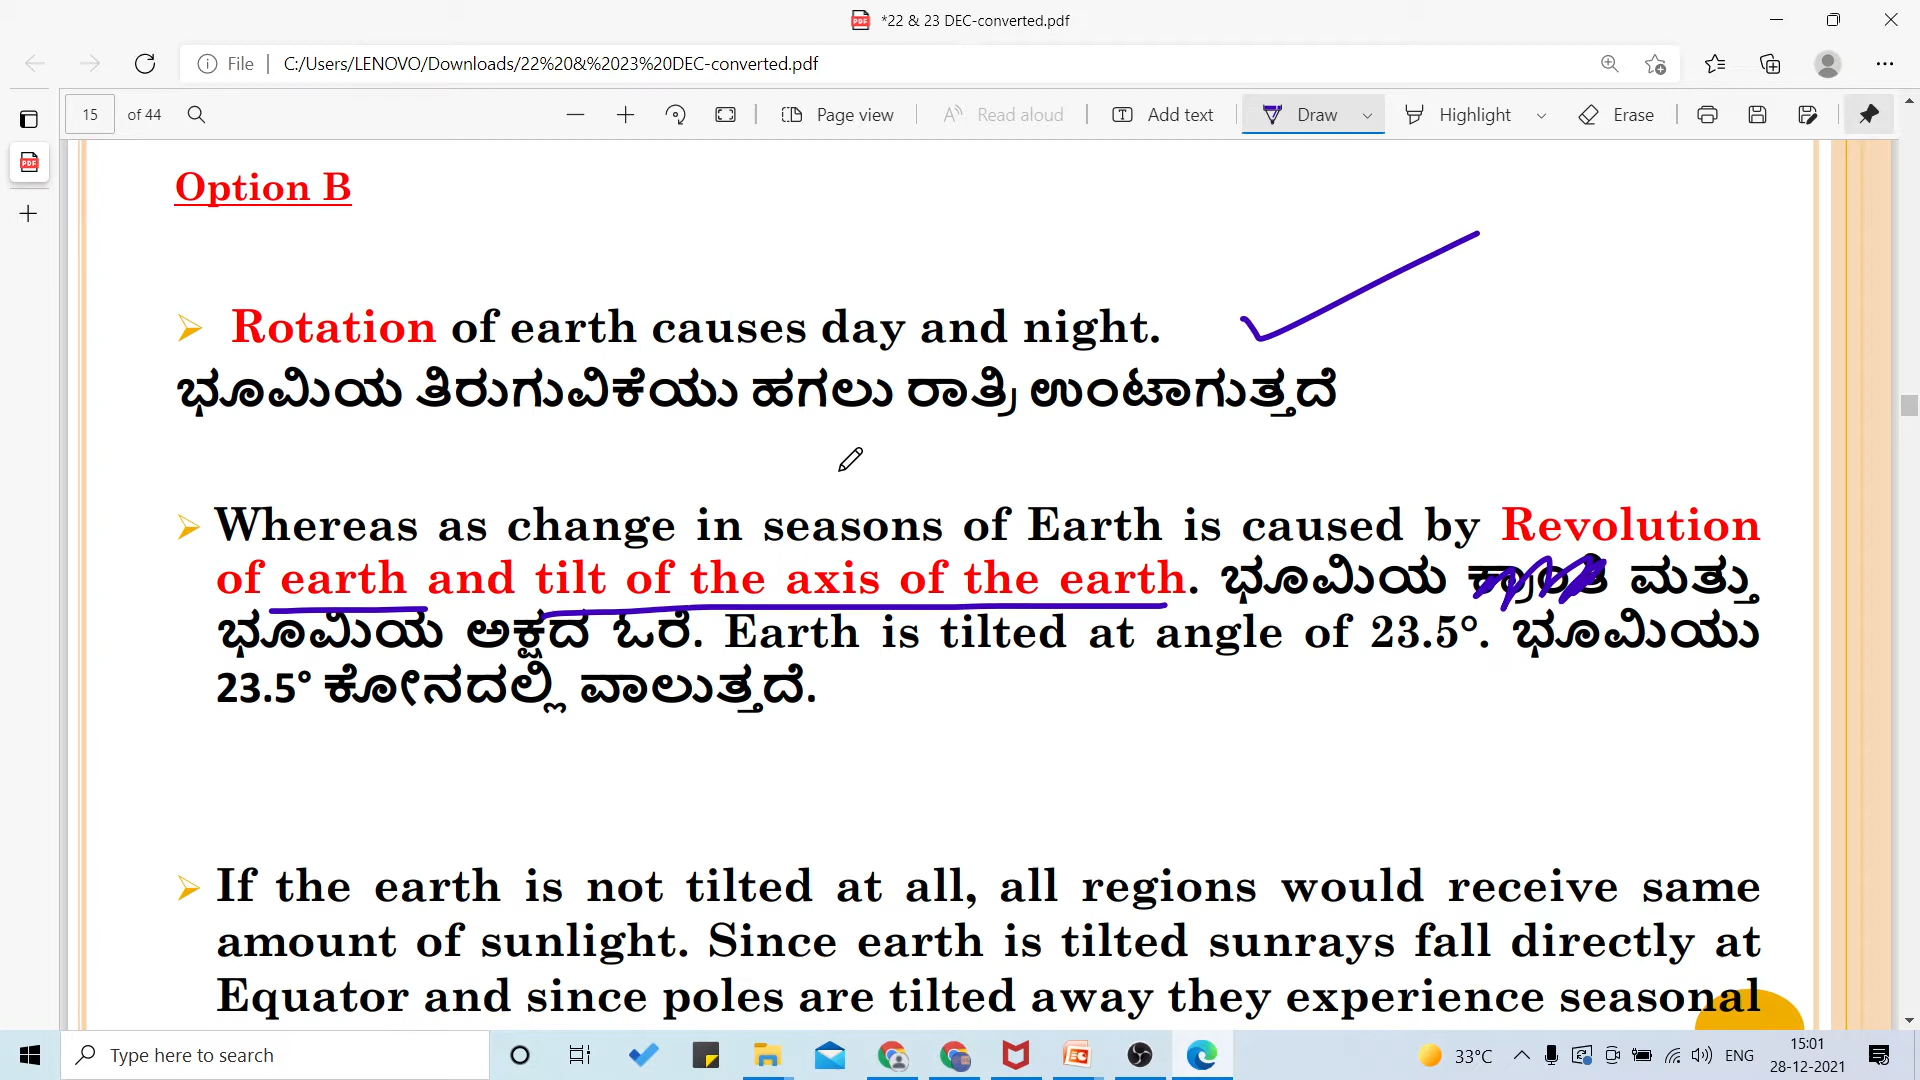 *22 & 23 DEC-converted.pdf
File | C:/Users/LENOVO/Downloads/22%20&%2023%20DEC-converted.pdf
15 of 44 Page view Read aloud Add text Draw Highlight Erase
Option B
Rotation of earth causes day and night.
ಭೂಮಿಯ ತಿರುಗುವಿಕೆಯು ಹಗಲು ರಾತ್ರಿ ಉಂಟಾಗುತ್ತದೆ
Whereas as change in seasons of Earth is caused by Revolution
of earth and tilt of the axis of the earth. ಭೂಮಿಯ ಮತ್ತು
ಭೂಮಿಯ ಅಕ್ಷದ ಓರೆ. Earth is tilted at angle of 23.5°. ಭೂಮಿಯು
23.5° ಕೋನದಲ್ಲಿ ವಾಲುತ್ತದೆ.
If the earth is not tilted at all, all regions would receive same
amount of sunlight. Since earth is tilted sunrays fall directly at
Equator and since poles are tilted away they experience seasonal
Type here to search
33°C ENG
15:01
28-12-2021